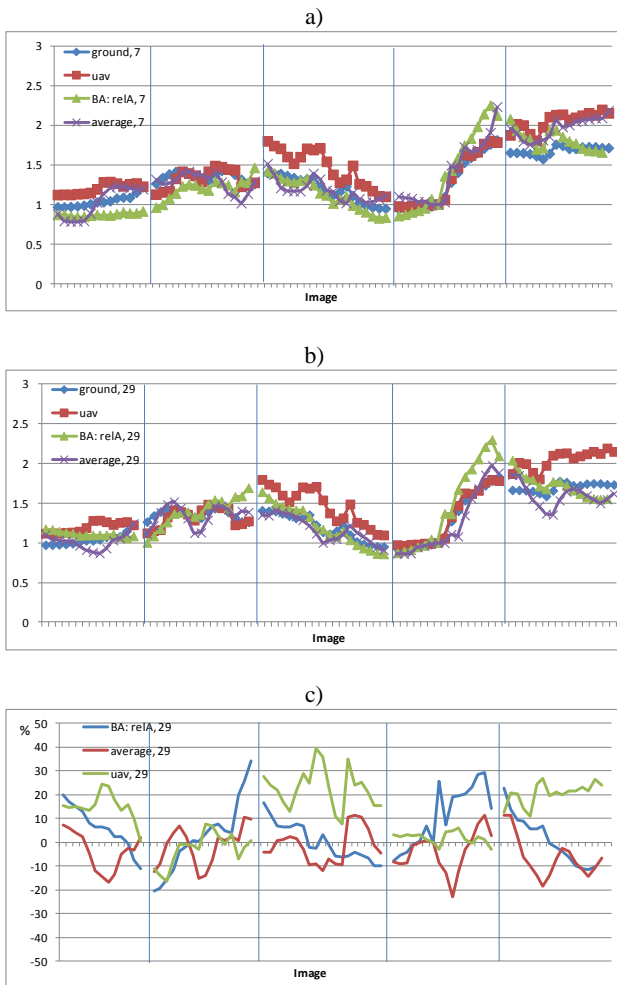 a)
3
2.5
2
1.5
1
0.5
0
ground, 7
uav
BA: relA, 7
average, 7
Image
b)
3
2.5
2
1.5
1
0.5
0
ground, 29
uav
BA: relA, 29
average, 29
Image
c)
%
50
40
30
20
10
0
-10
-20
-30
-40
-50
BA: relA, 29
average, 29
uav, 29
Image